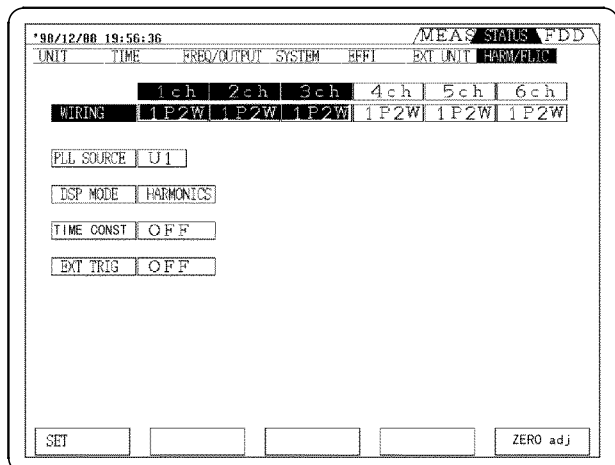 '98/12/08 19:56:36 MEAS STATUS FDD
UNIT TIME FREQ/OUTPUT SYSTEM EFFI EXT UNIT HARM/FLIC
1ch 2ch 3ch 4ch 5ch 6ch
WIRING 1P2W 1P2W 1P2W 1P2W 1P2W 1P2W
PLL SOURCE U1
DSP MODE HARMONICS
TIME CONST OFF
EXT TRIG OFF
SET ZERO adj